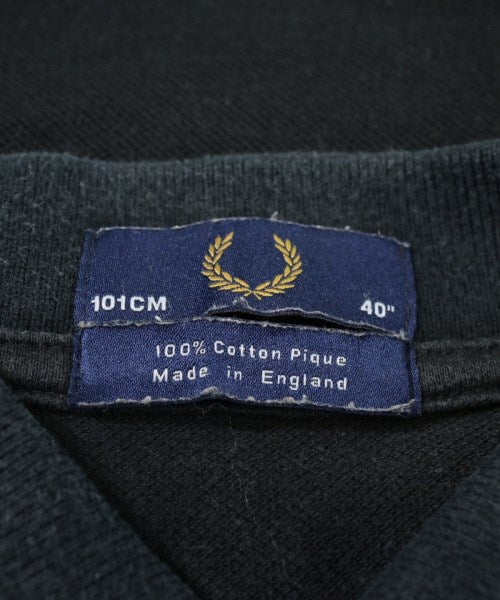 101CM 40"
100% Cotton Pique
Made in England